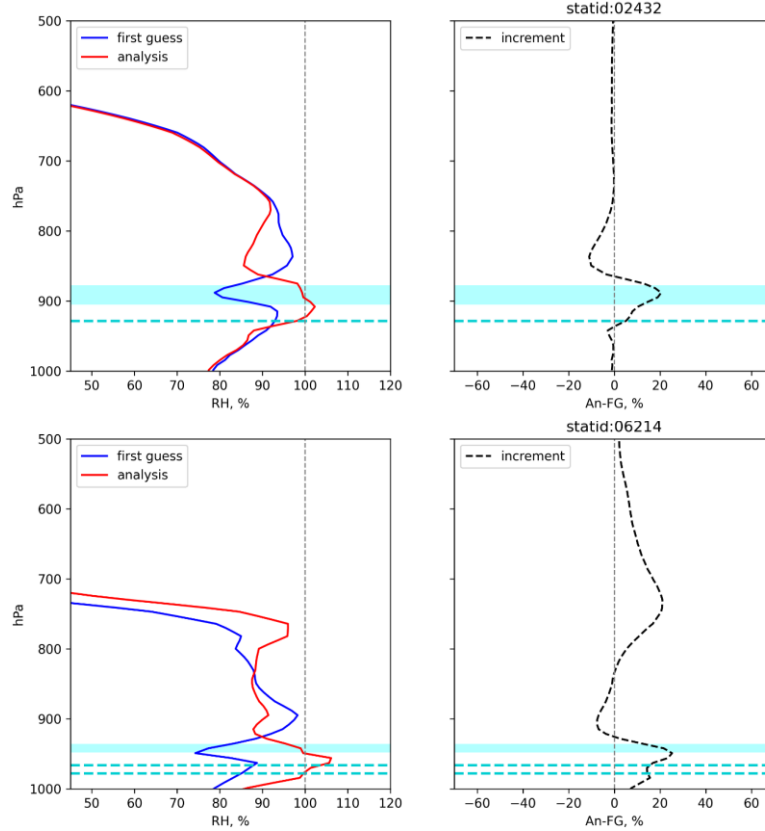 statid:02432
500
600
700
800
900
1000
hPa
first guess
analysis
increment
50 60 70 80 90 100 110 120
RH, %
−60 −40 −20 0 20 40 60
An-FG, %
statid:06214
500
600
700
800
900
1000
hPa
first guess
analysis
increment
50 60 70 80 90 100 110 120
RH, %
−60 −40 −20 0 20 40 60
An-FG, %